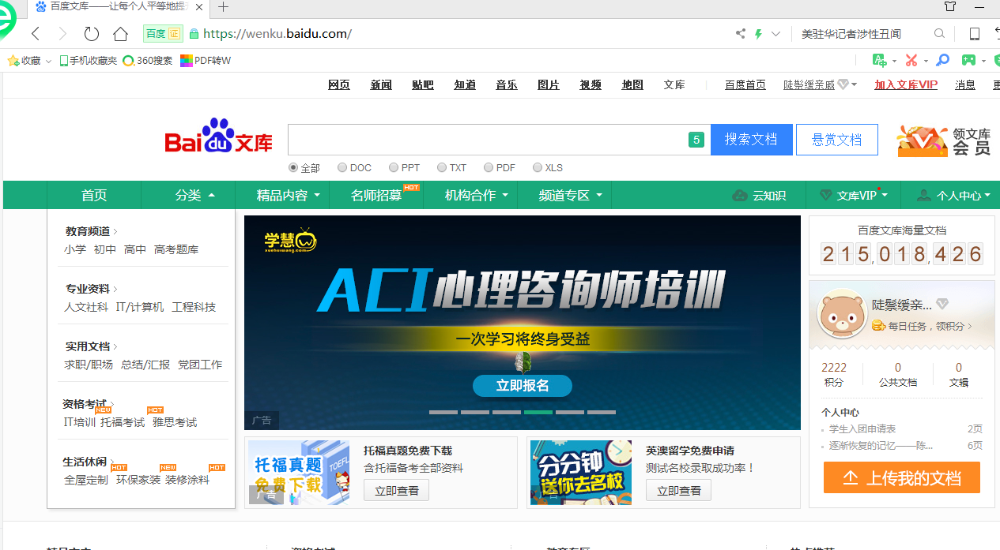 百度文库——让每个人平等地提
百度 证 https://wenku.baidu.com/ 美驻华记者涉性丑闻
收藏 手机收藏夹 360搜索 PDF转W
网页 新闻 贴吧 知道 音乐 图片 视频 地图 文库 百度首页 陡鬃缓亲戚 加入文库VIP 消息
Bai du 文库 5 搜索文档 悬赏文档 领文库会员
全部 DOC PPT TXT PDF XLS
首页 分类 精品内容 名师招募 HOT 机构合作 频道专区 云知识 文库VIP 个人中心
教育频道
小学 初中 高中 高考题库
专业资料
人文社科 IT/计算机 工程科技
实用文档
求职/职场 总结/汇报 党团工作
资格考试
NEW HOT
IT培训 托福考试 雅思考试
生活休闲
HOT NEW HOT
全屋定制 环保家装 装修涂料
学慧
xuehuiwang.com
ACI心理咨询师培训
一次学习将终身受益
立即报名
广告
托福真题
免费下载
TOEFL
广告
托福真题免费下载
含托福备考全部资料
立即查看
分分钟
送你去名校
广告
英澳留学免费申请
测试名校录取成功率！
立即查看
百度文库海量文档
215,018,426
陡鬃缓亲...
每日任务，领积分
2222 0 0
积分 公共文档 文辑
个人中心
学生入团申请表 2页
逐渐恢复的记忆——陈... 6页
上传我的文档